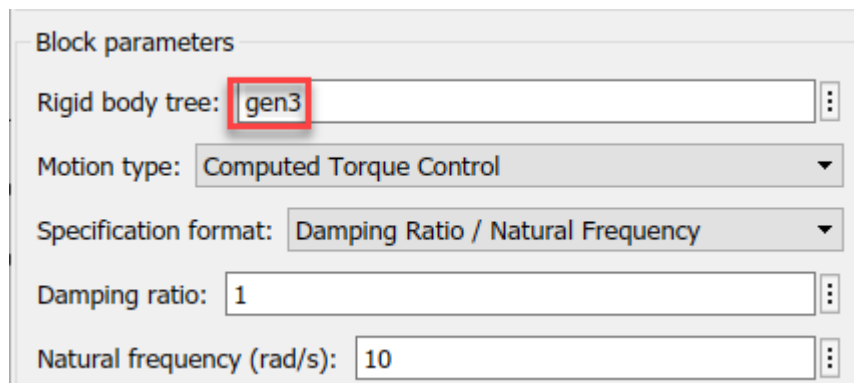 Block parameters
Rigid body tree: gen3
Motion type: Computed Torque Control
Specification format: Damping Ratio / Natural Frequency
Damping ratio: 1
Natural frequency (rad/s): 10